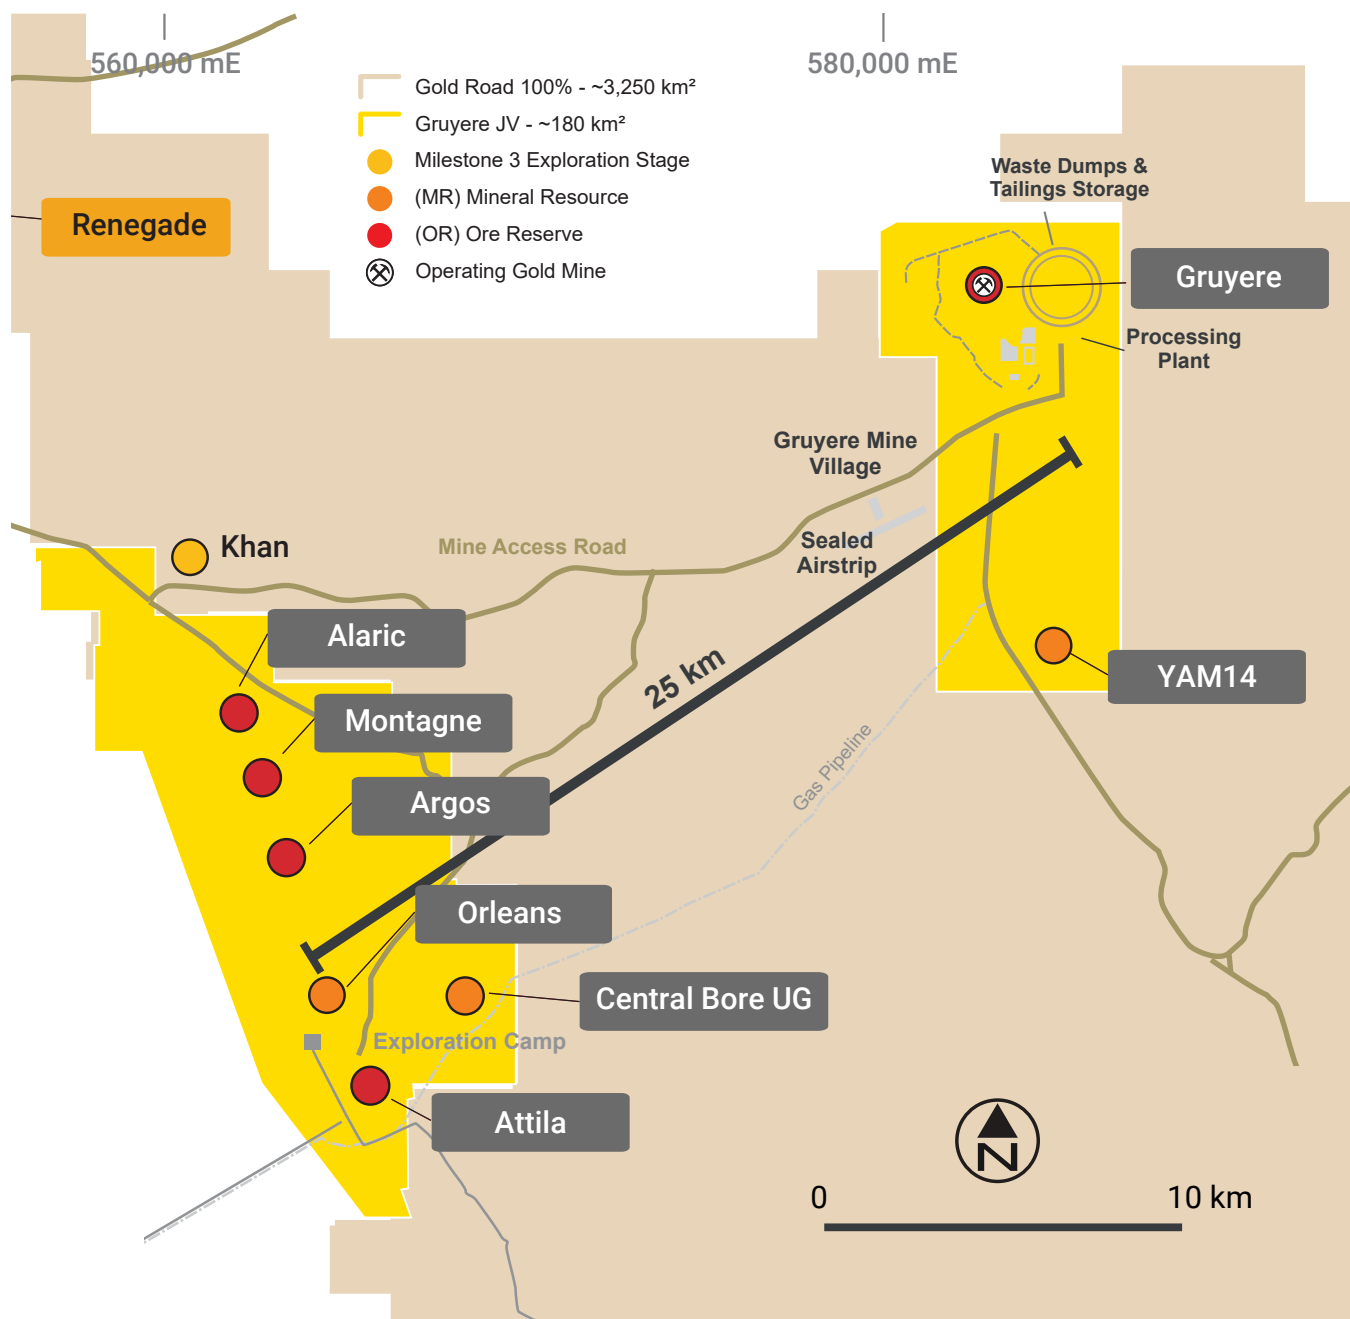 560,000 mE
580,000 mE
Gold Road 100% - ~3,250 km²
Gruyere JV - ~180 km²
Milestone 3 Exploration Stage
(MR) Mineral Resource
(OR) Ore Reserve
Operating Gold Mine
Waste Dumps &
Tailings Storage
Renegade
Gruyere
Processing
Plant
Gruyere Mine
Village
Sealed
Airstrip
Mine Access Road
Khan
Alaric
25 km
YAM14
Montagne
Gas Pipeline
Argos
Orleans
Central Bore UG
Exploration Camp
Attila
N
0
10 km